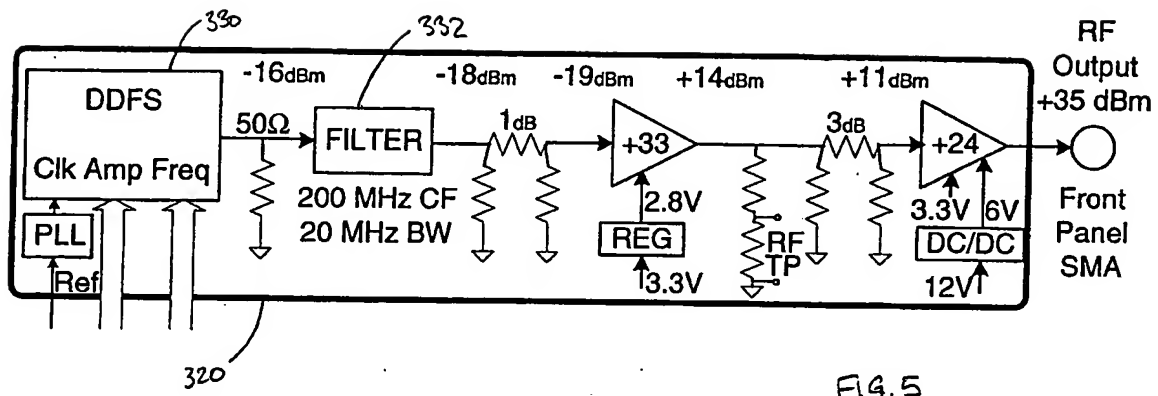 330
332
DDFS
Clk Amp Freq
PLL
Ref
-16dBm
50Ω
FILTER
200 MHz CF
20 MHz BW
-18dBm
1dB
-19dBm
+33
2.8V
REG
3.3V
+14dBm
RF
TP
3dB
+11dBm
+24
3.3V
6V
DC/DC
12V
RF
Output
+35 dBm
Front
Panel
SMA
320
FIG.5